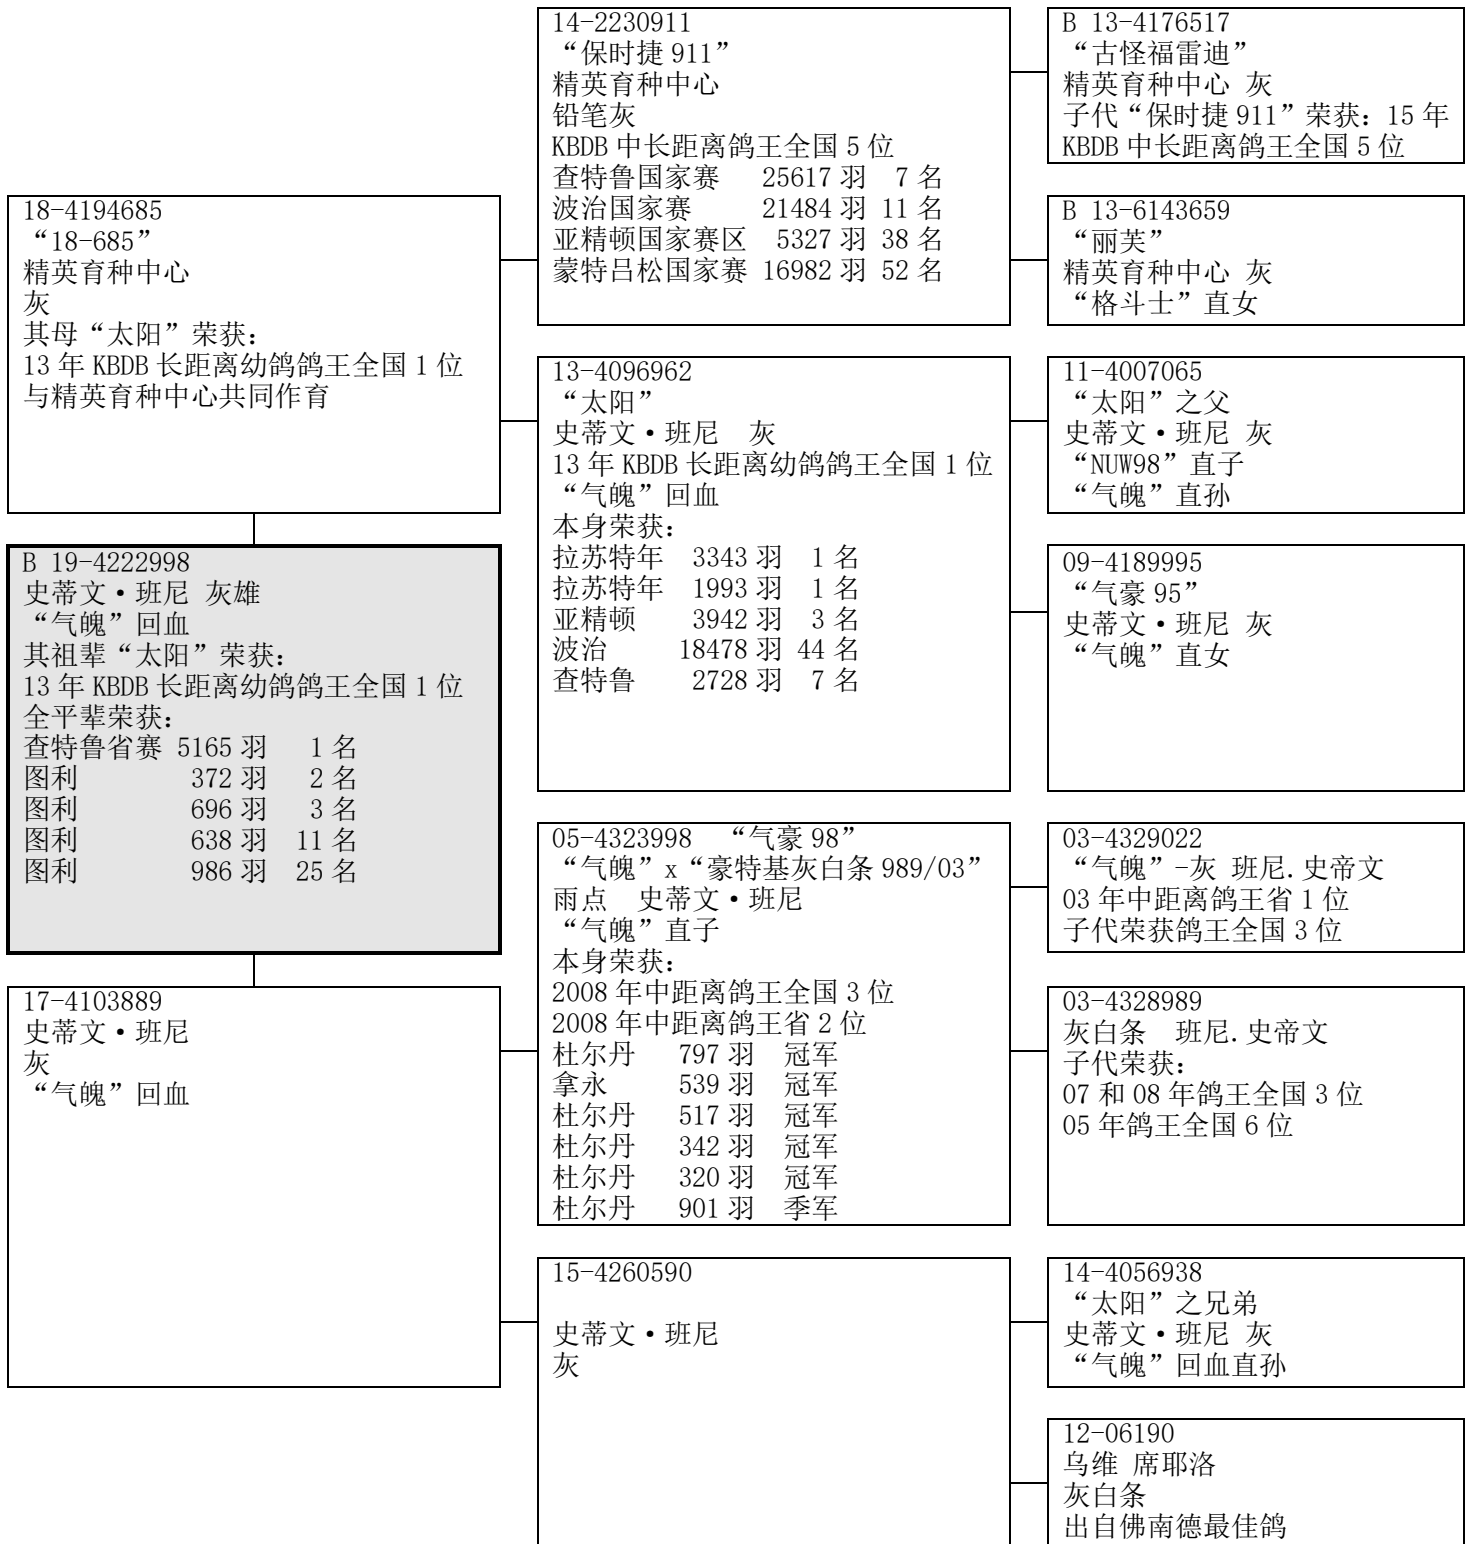 18-4194685
“18-685”
精英育种中心
灰
其母“太阳”荣获：
13 年 KBDB 长距离幼鸽鸽王全国 1 位
与精英育种中心共同作育
B 19-4222998
史蒂文·班尼 灰雄
“气魄”回血
其祖辈“太阳”荣获：
13 年 KBDB 长距离幼鸽鸽王全国 1 位
全平辈荣获：
查特鲁省赛 5165 羽 1 名
图利 372 羽 2 名
图利 696 羽 3 名
图利 638 羽 11 名
图利 986 羽 25 名
17-4103889
史蒂文·班尼
灰
“气魄”回血
14-2230911
“保时捷 911”
精英育种中心
铅笔灰
KBDB 中长距离鸽王全国 5 位
查特鲁国家赛 25617 羽 7 名
波治国家赛 21484 羽 11 名
亚精顿国家赛区 5327 羽 38 名
蒙特吕松国家赛 16982 羽 52 名
13-4096962
“太阳”
史蒂文·班尼 灰
13 年 KBDB 长距离幼鸽鸽王全国 1 位
“气魄”回血
本身荣获：
拉苏特年 3343 羽 1 名
拉苏特年 1993 羽 1 名
亚精顿 3942 羽 3 名
波治 18478 羽 44 名
查特鲁 2728 羽 7 名
05-4323998 “气豪 98”
“气魄”x“豪特基灰白条 989/03”
雨点 史蒂文·班尼
“气魄”直子
本身荣获：
2008 年中距离鸽王全国 3 位
2008 年中距离鸽王省 2 位
杜尔丹 797 羽 冠军
拿永 539 羽 冠军
杜尔丹 517 羽 冠军
杜尔丹 342 羽 冠军
杜尔丹 320 羽 冠军
杜尔丹 901 羽 季军
15-4260590
史蒂文·班尼
灰
B 13-4176517
“古怪福雷迪”
精英育种中心 灰
子代“保时捷 911”荣获：15 年
KBDB 中长距离鸽王全国 5 位
B 13-6143659
“丽芙”
精英育种中心 灰
“格斗士”直女
11-4007065
“太阳”之父
史蒂文·班尼 灰
“NUW98”直子
“气魄”直孙
09-4189995
“气豪 95”
史蒂文·班尼 灰
“气魄”直女
03-4329022
“气魄”-灰 班尼.史帝文
03 年中距离鸽王省 1 位
子代荣获鸽王全国 3 位
03-4328989
灰白条 班尼.史帝文
子代荣获：
07 和 08 年鸽王全国 3 位
05 年鸽王全国 6 位
14-4056938
“太阳”之兄弟
史蒂文·班尼 灰
“气魄”回血直孙
12-06190
乌维 席耶洛
灰白条
出自佛南德最佳鸽